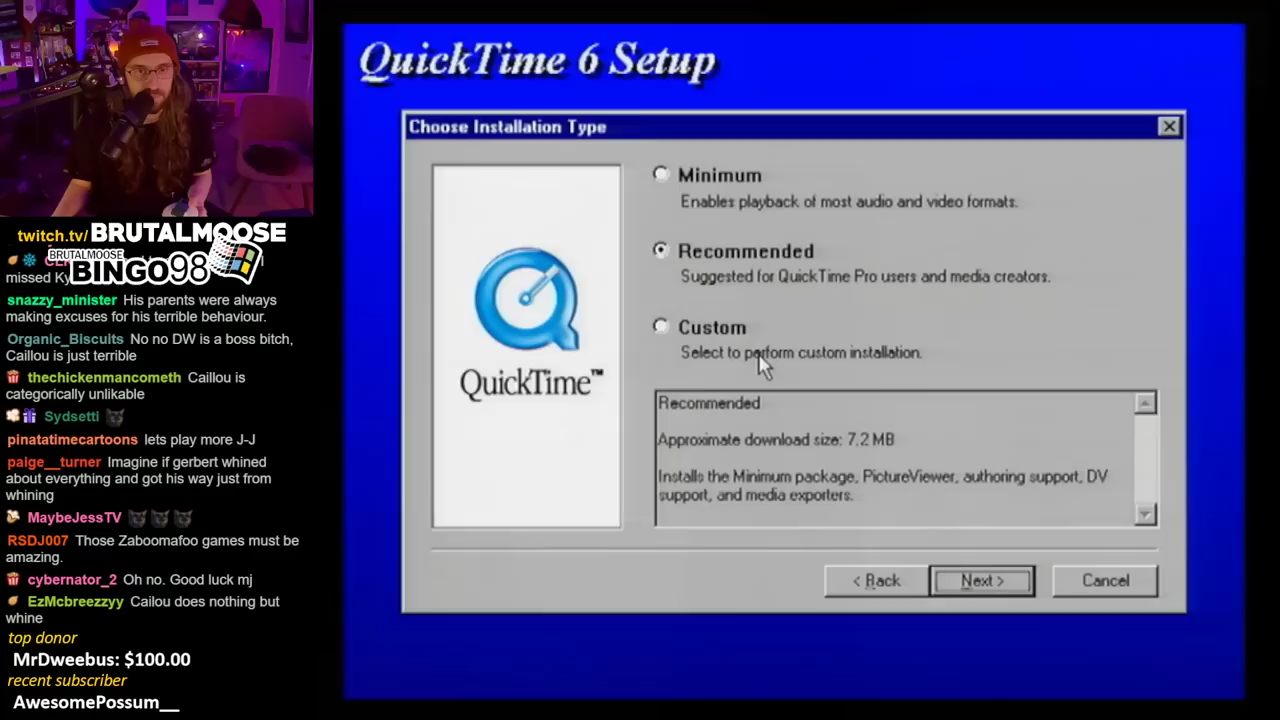 QuickTime 6 Setup
Choose Installation Type
Minimum
Enables playback of most audio and video formats.
Recommended
Suggested for QuickTime Pro users and media creators.
Custom
Select to perform custom installation.
QuickTime™
Recommended
Approximate download size: 7.2 MB
Installs the Minimum package, PictureViewer, authoring support, DV
support, and media exporters.
< Back
Next >
Cancel
twitch.tv/BRUTALMOOSE
BRUTALMOOSE
BINGO98
missed
snazzy_minister His parents were always
making excuses for his terrible behaviour.
Organic_Biscuits No no DW is a boss bitch,
Caillou is just terrible
thechickenmancometh Caillou is
categorically unlikable
Sydsetti
pinatatimecartoons lets play more J-J
paige__turner Imagine if gerbert whined
about everything and got his way just from
whining
MaybeJessTV
RSDJ007 Those Zaboomafoo games must be
amazing.
cybernator_2 Oh no. Good luck mj
EzMcbreezzyy Cailou does nothing but
whine
top donor
MrDweebus: $100.00
recent subscriber
AwesomePossum__